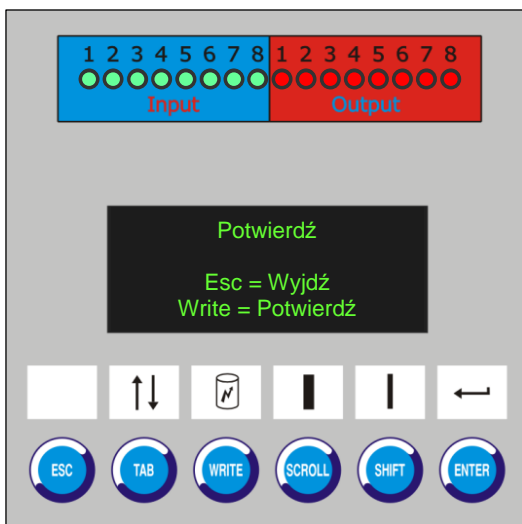 1 2 3 4 5 6 7 8 1 2 3 4 5 6 7 8
Input Output
Potwierdź
Esc = Wyjdź
Write = Potwierdź
ESC TAB WRITE SCROLL SHIFT ENTER